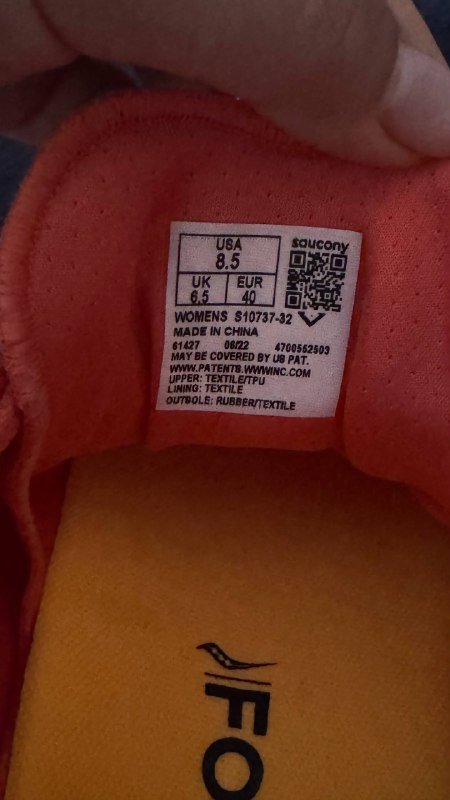 USA
8.5
saucony
UK
6.5
EUR
40
WOMENS S10737-32
MADE IN CHINA
61427 06/22 4700552503
MAY BE COVERED BY US PAT.
WWW.PATENTS.WWWINC.COM
UPPER: TEXTILE/TPU
LINING: TEXTILE
OUTSOLE: RUBBER/TEXTILE
FO